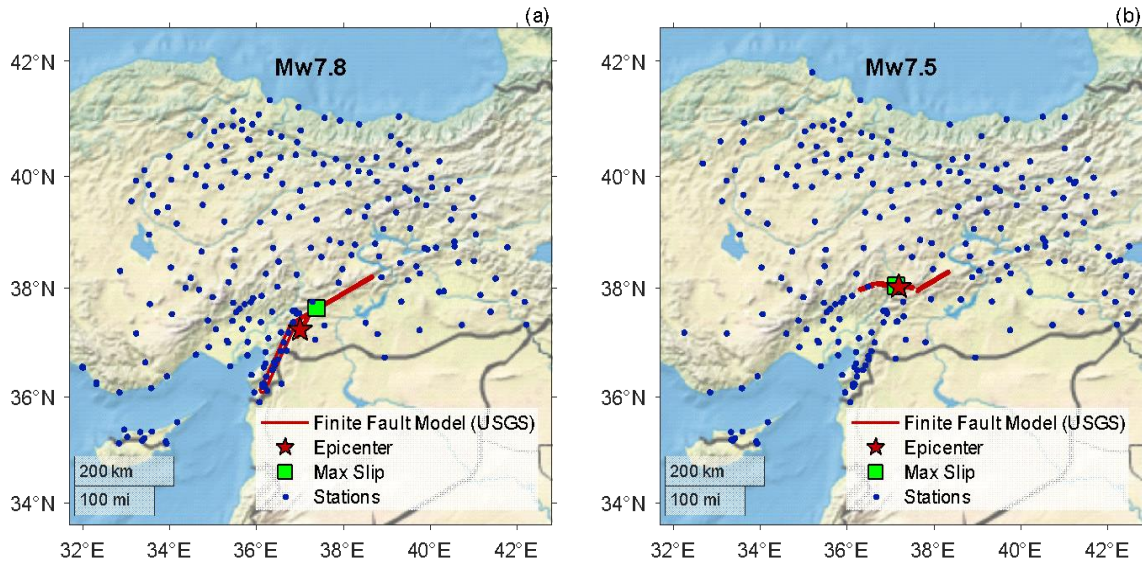 (a)
Mw7.8
42°N
40°N
38°N
36°N
34°N
Finite Fault Model (USGS)
Epicenter
Max Slip
Stations
200 km
100 mi
32°E 34°E 36°E 38°E 40°E 42°E
(b)
Mw7.5
42°N
40°N
38°N
36°N
34°N
Finite Fault Model (USGS)
Epicenter
Max Slip
Stations
200 km
100 mi
32°E 34°E 36°E 38°E 40°E 42°E